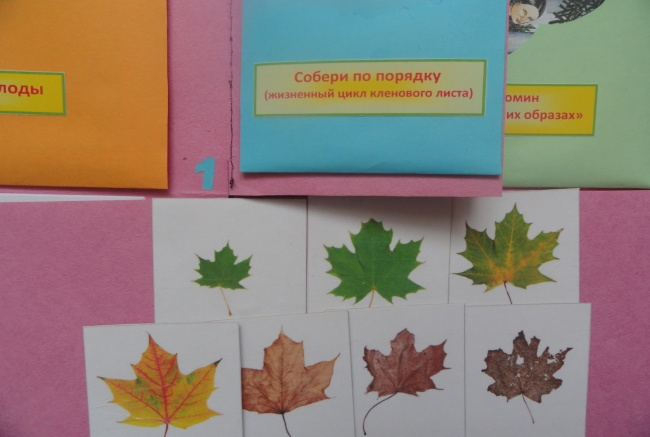 лоды
Собери по порядку
(жизненный цикл кленового листа)
омин
их образах»
1